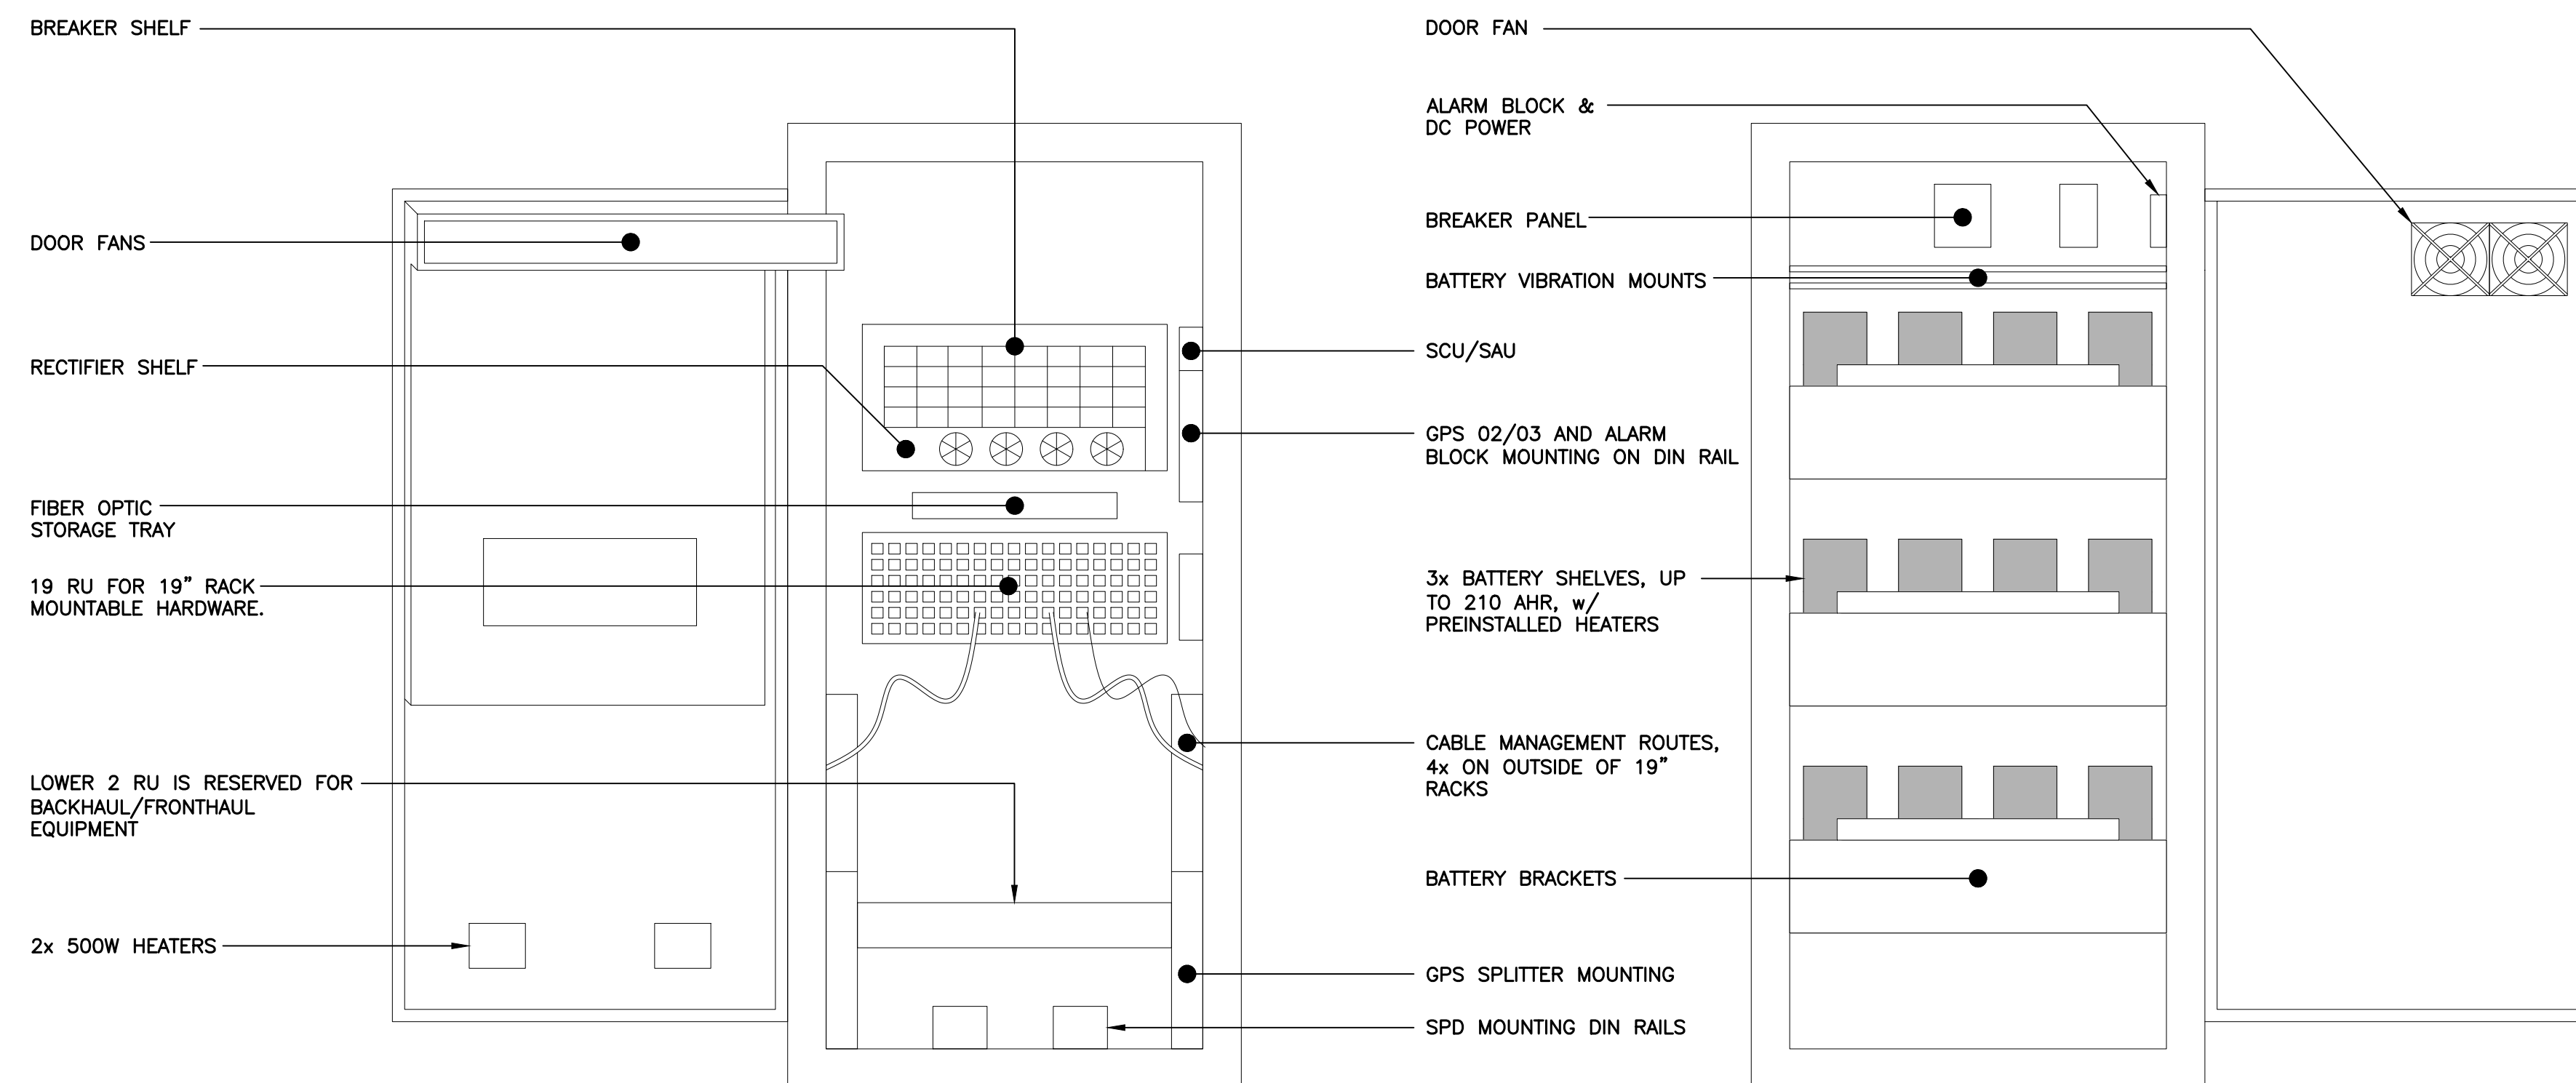 BREAKER SHELF
DOOR FANS
RECTIFIER SHELF
FIBER OPTIC
STORAGE TRAY
19 RU FOR 19” RACK
MOUNTABLE HARDWARE.
LOWER 2 RU IS RESERVED FOR
BACKHAUL/FRONTHAUL
EQUIPMENT
2x 500W HEATERS
DOOR FAN
ALARM BLOCK &
DC POWER
BREAKER PANEL
BATTERY VIBRATION MOUNTS
SCU/SAU
GPS 02/03 AND ALARM
BLOCK MOUNTING ON DIN RAIL
3x BATTERY SHELVES, UP
TO 210 AHR, w/
PREINSTALLED HEATERS
CABLE MANAGEMENT ROUTES,
4x ON OUTSIDE OF 19”
RACKS
BATTERY BRACKETS
GPS SPLITTER MOUNTING
SPD MOUNTING DIN RAILS